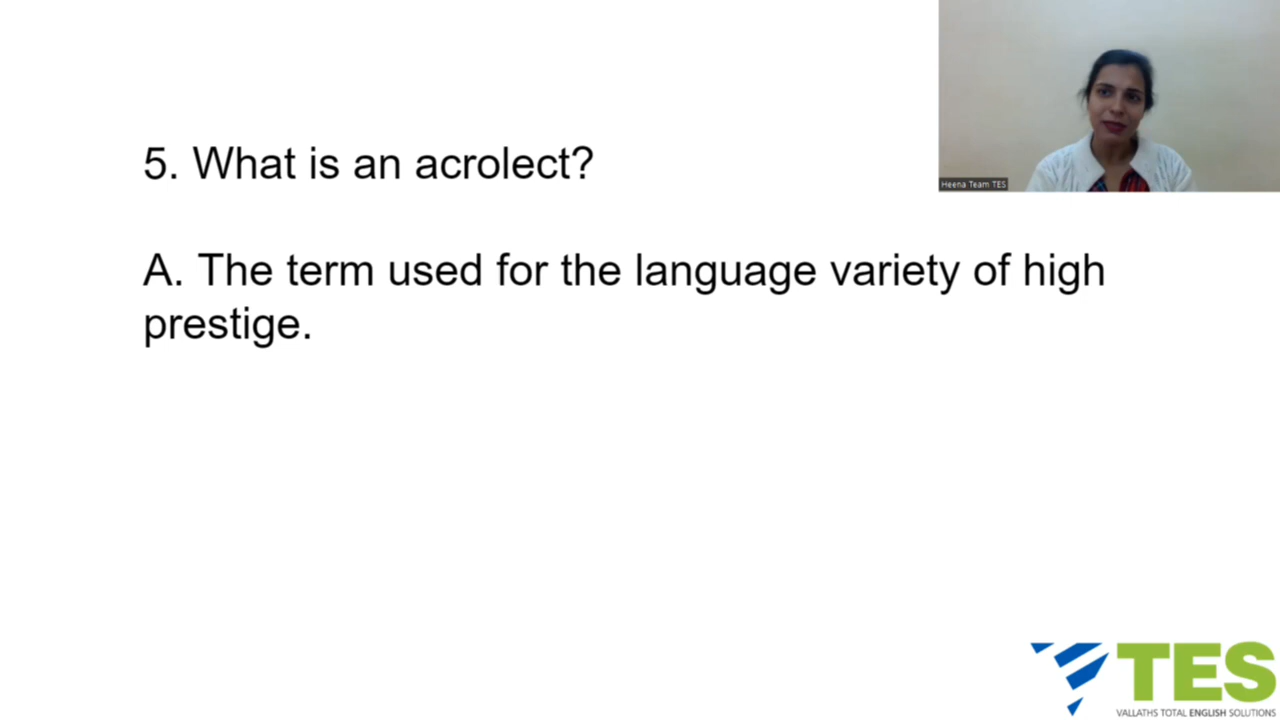 5. What is an acrolect?
A. The term used for the language variety of high
prestige.
Heena Team TES
TES
VALLATHS TOTAL ENGLISH SOLUTIONS